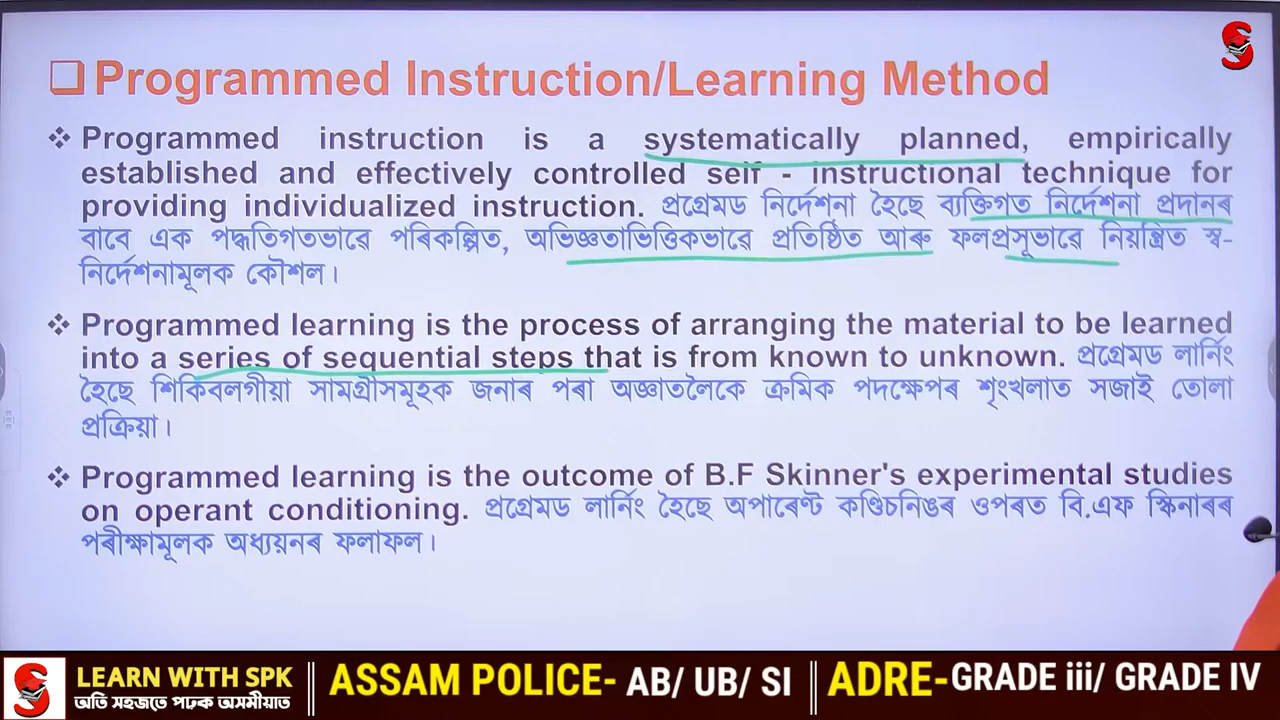 ❑ Programmed Instruction/Learning Method
❖ Programmed instruction is a systematically planned, empirically
established and effectively controlled self - instructional technique for
providing individualized instruction. প্ৰগ্ৰেমড নিৰ্দেশনা হৈছে ব্যক্তিগত নিৰ্দেশনা প্ৰদানৰ
বাবে এক পদ্ধতিগতভাৱে পৰিকল্পিত, অভিজ্ঞতাভিত্তিকভাৱে প্ৰতিষ্ঠিত আৰু ফলপ্ৰসূভাৱে নিয়ন্ত্ৰিত স্ব-
নিৰ্দেশনামূলক কৌশল।
❖ Programmed learning is the process of arranging the material to be learned
into a series of sequential steps that is from known to unknown. প্ৰগ্ৰেমড লাৰ্নিং
হৈছে শিকিবলগীয়া সামগ্ৰীসমূহক জনাৰ পৰা অজ্ঞাতলৈকে ক্ৰমিক পদক্ষেপৰ শৃংখলাত সজাই তোলা
প্ৰক্ৰিয়া।
❖ Programmed learning is the outcome of B.F Skinner's experimental studies
on operant conditioning. প্ৰগ্ৰেমড লাৰ্নিং হৈছে অপাৰেণ্ট কণ্ডিচনিঙৰ ওপৰত বি.এফ স্কিনাৰৰ
পৰীক্ষামূলক অধ্যয়নৰ ফলাফল।
LEARN WITH SPK
অতি সহজতে পঢ়ক অসমীয়াত
ASSAM POLICE- AB/ UB/ SI
ADRE-GRADE iii/ GRADE IV